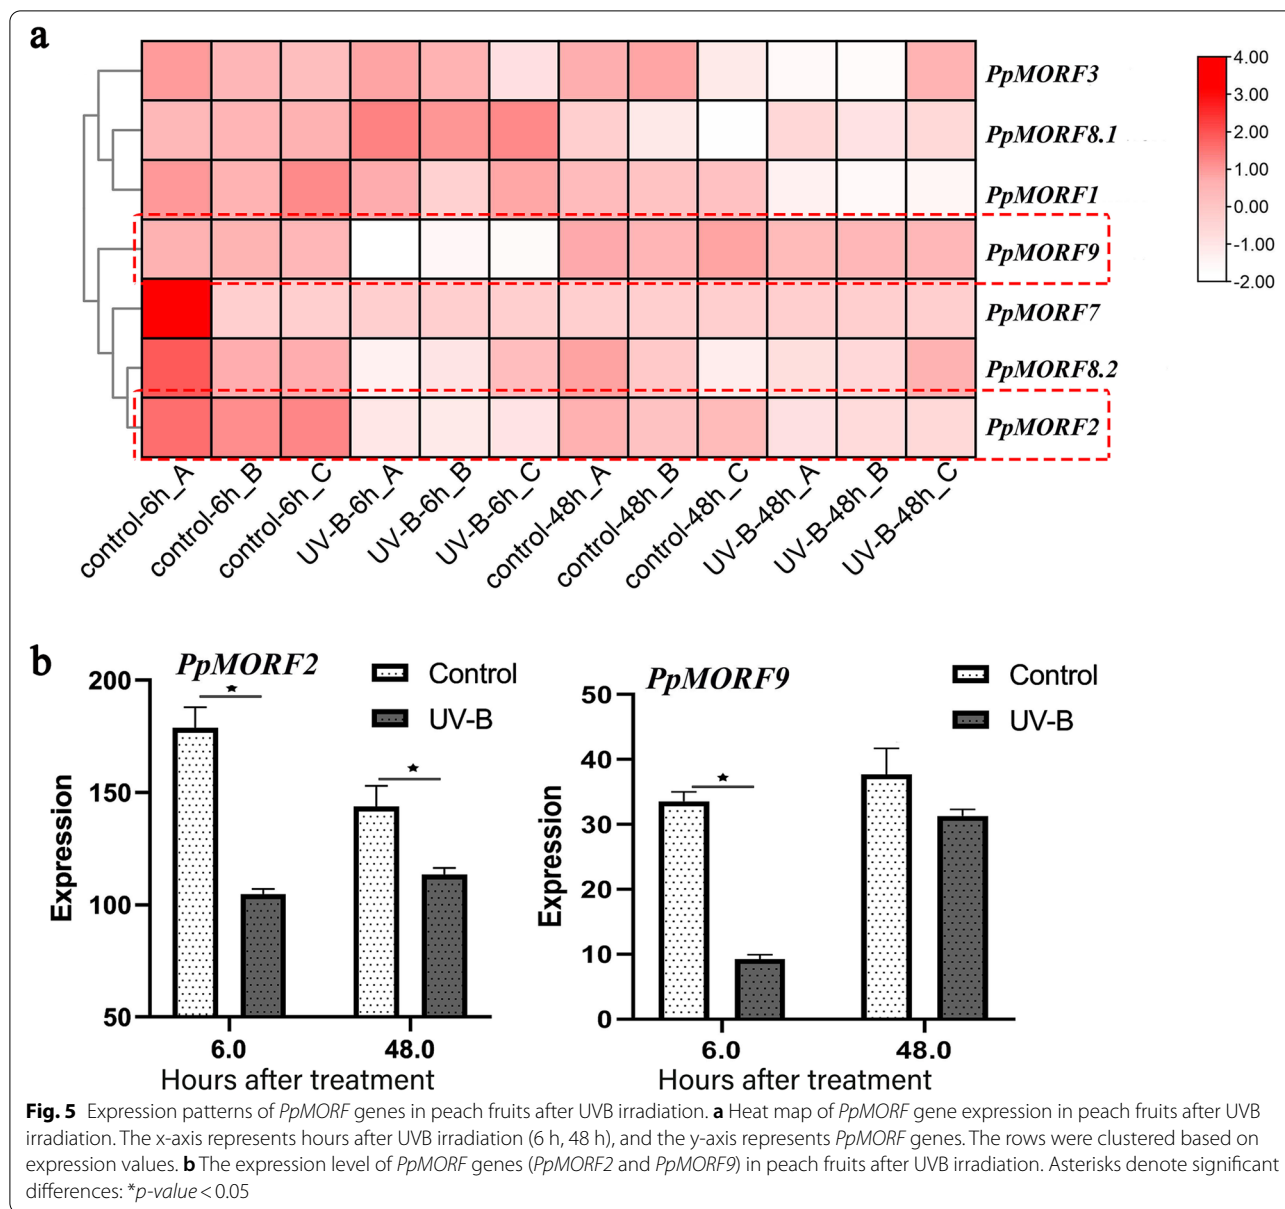 a
PpMORF3
PpMORF8.1
PpMORF1
PpMORF9
PpMORF7
PpMORF8.2
PpMORF2
4.00
3.00
2.00
1.00
0.00
-1.00
-2.00
control-6h_A
control-6h_B
control-6h_C
UV-B-6h_A
UV-B-6h_B
UV-B-6h_C
control-48h_A
control-48h_B
control-48h_C
UV-B-48h_A
UV-B-48h_B
UV-B-48h_C
b
PpMORF2
Control
UV-B
Expression
200
150
100
50
6.0
48.0
Hours after treatment
PpMORF9
Control
UV-B
Expression
50
40
30
20
10
0
6.0
48.0
Hours after treatment
Fig. 5 Expression patterns of PpMORF genes in peach fruits after UVB irradiation. a Heat map of PpMORF gene expression in peach fruits after UVB
irradiation. The x-axis represents hours after UVB irradiation (6 h, 48 h), and the y-axis represents PpMORF genes. The rows were clustered based on
expression values. b The expression level of PpMORF genes (PpMORF2 and PpMORF9) in peach fruits after UVB irradiation. Asterisks denote significant
differences: *p-value < 0.05